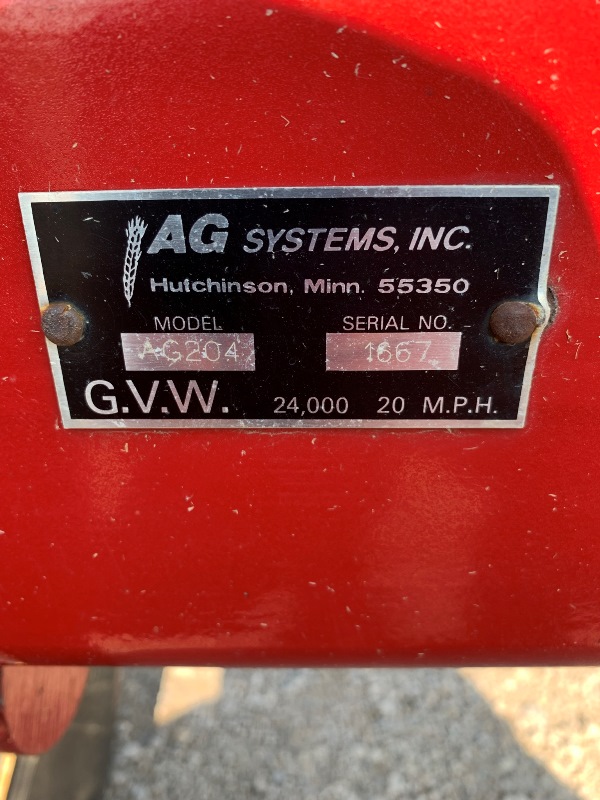 AG SYSTEMS, INC.
Hutchinson, Minn. 55350
MODEL SERIAL NO.
AG204 1667
G.V.W. 24,000 20 M.P.H.